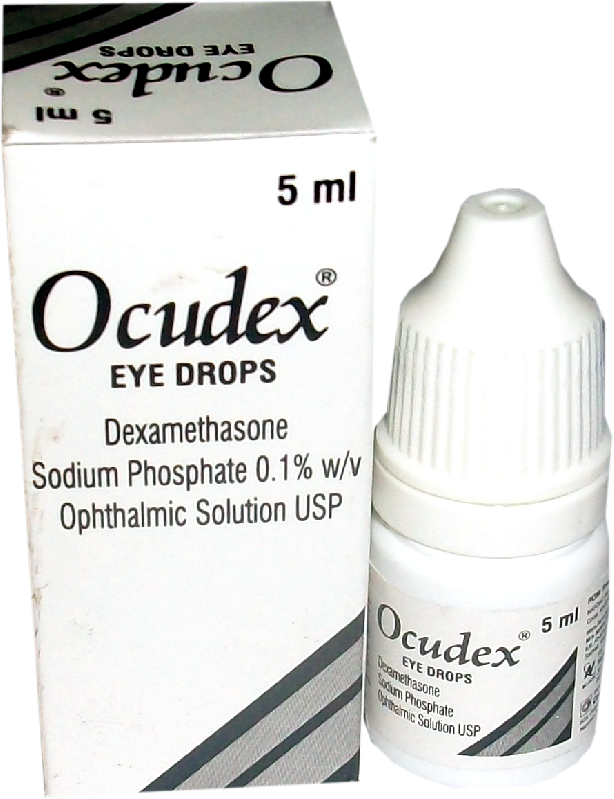 Ocudex®
EYE DROPS
5 ml
5 ml
Ocudex®
EYE DROPS
Dexamethasone
Sodium Phosphate 0.1% w/v
Ophthalmic Solution USP
Ocudex® 5 ml
EYE DROPS
Dexamethasone
Sodium Phosphate
Ophthalmic Solution USP